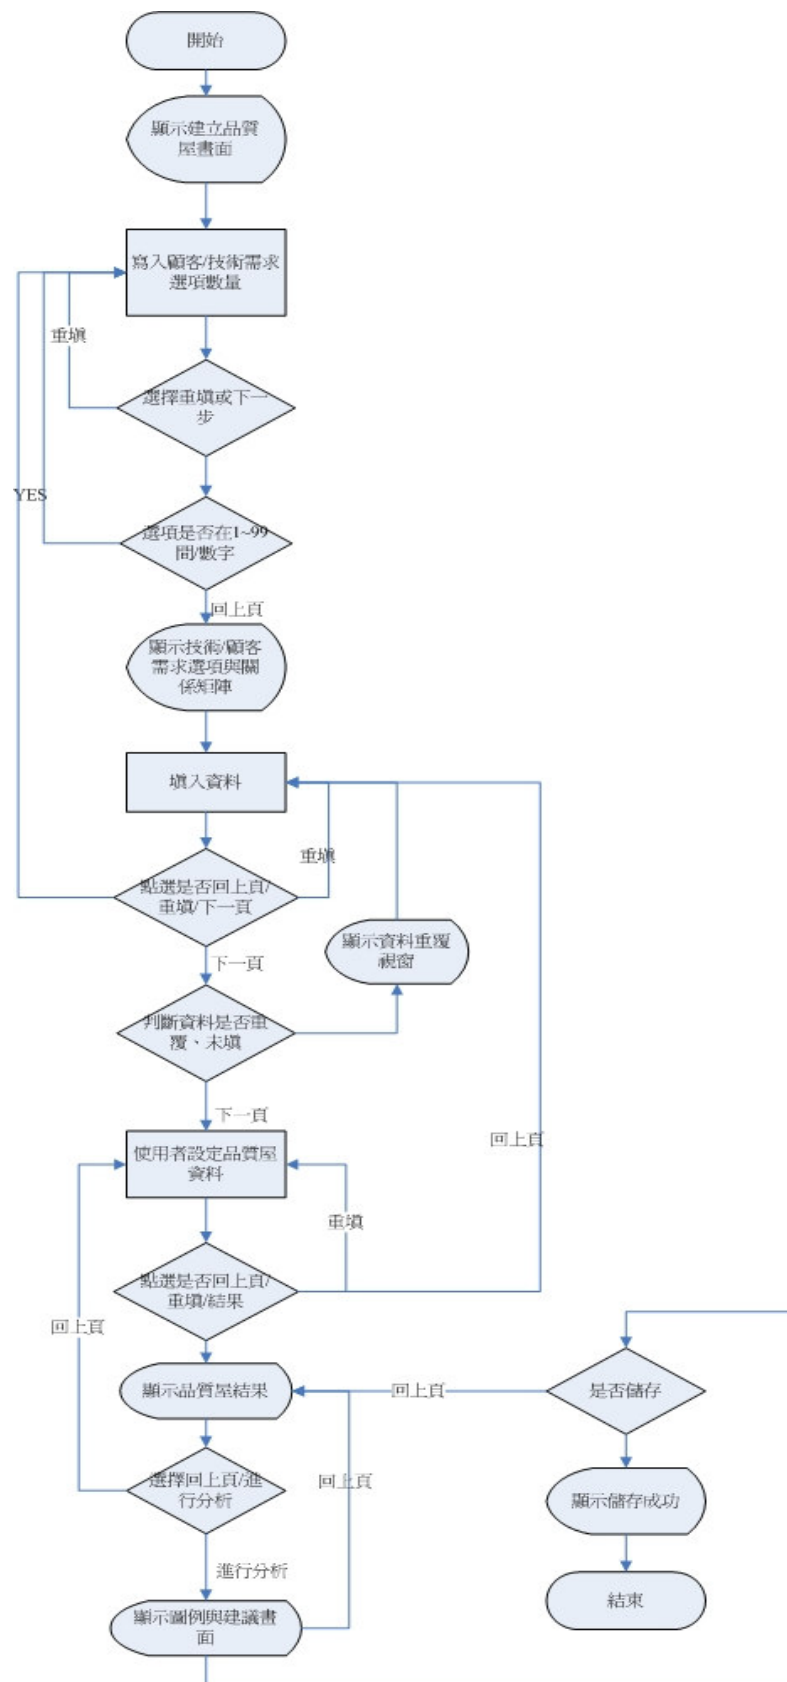 開始
顯示建立品質
屋畫面
寫入顧客/技術需求
選項數量
重填
選擇重填或下一
步
YES
選項是否在1~99
間/數字
回上頁
顯示技術/顧客
需求選項與關
係矩陣
填入資料
重填
點選是否回上頁/
重填/下一頁
顯示資料重覆
視窗
下一頁
判斷資料是否重
覆、未填
下一頁
回上頁
使用者設定品質屋
資料
重填
點選是否回上頁/
重填/結果
回上頁
顯示品質屋結果
回上頁
是否儲存
選擇回上頁/進
行分析
回上頁
顯示儲存成功
進行分析
顯示圖例與建議畫
面
結束